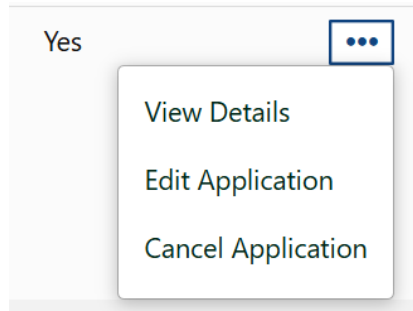 Yes
•••
View Details
Edit Application
Cancel Application